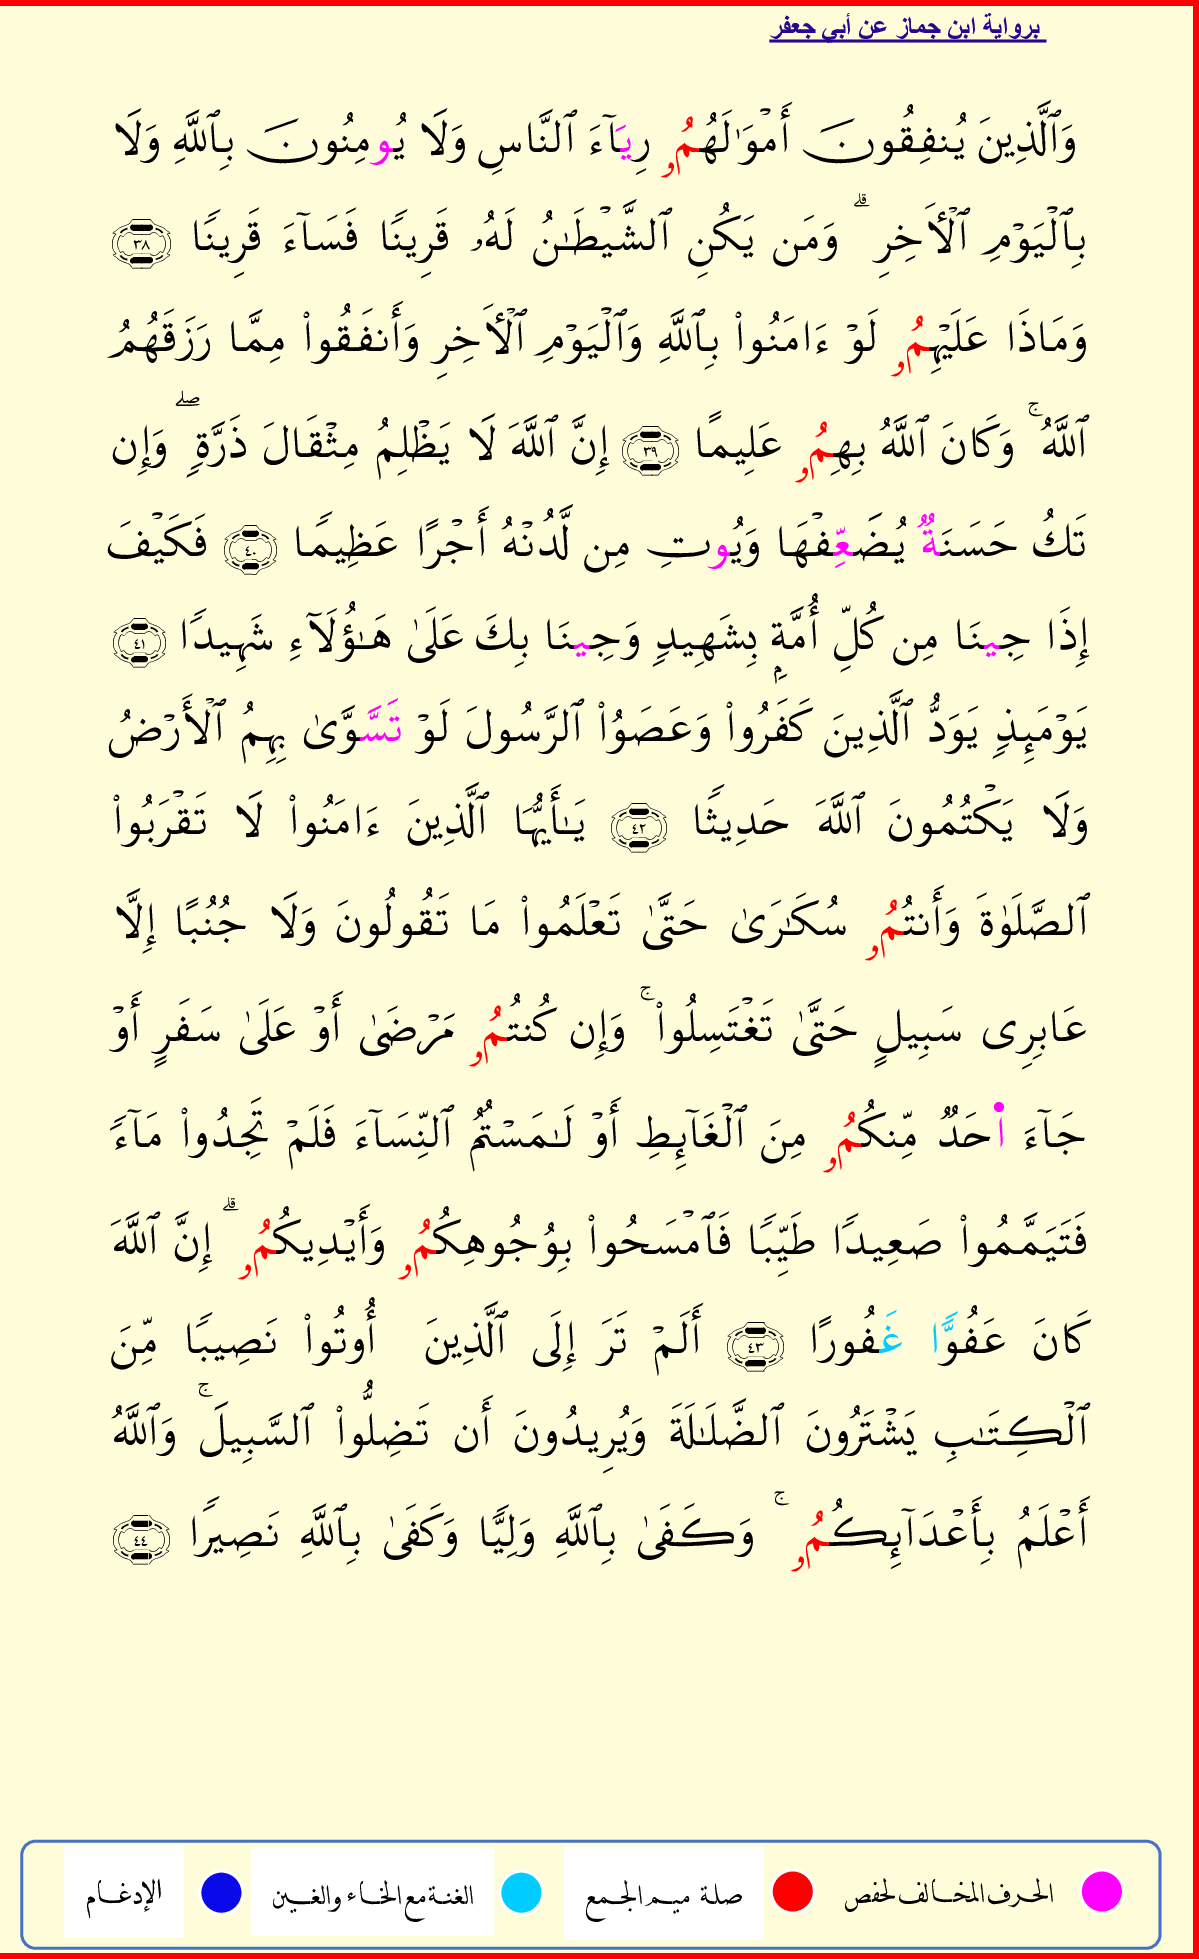 برواية ابن جماز عن أبي جعفر
وَٱلَّذِينَ يُنفِقُونَ أَمۡوَٰلَهُمُۥ رِيَآءَ ٱلنَّاسِ وَلَا يُومِنُونَ بِٱللَّهِ وَلَا
بِٱلۡيَوۡمِ ٱلۡأَخِرِۗ وَمَن يَكُنِ ٱلشَّيۡطَٰنُ لَهُۥ قَرِينٗا فَسَآءَ قَرِينٗا ٣٨
وَمَاذَا عَلَيۡهِمُۥ لَوۡ ءَامَنُواْ بِٱللَّهِ وَٱلۡيَوۡمِ ٱلۡأَخِرِ وَأَنفَقُواْ مِمَّا رَزَقَهُمُ
ٱللَّهُۚ وَكَانَ ٱللَّهُ بِهِمُۥ عَلِيمًا ٣٩ إِنَّ ٱللَّهَ لَا يَظۡلِمُ مِثۡقَالَ ذَرَّةٖۖ وَإِن
تَكُ حَسَنَةٞ يُضَعِّفۡهَا وَيُوتِ مِن لَّدُنۡهُ أَجۡرًا عَظِيمٗا ٤٠ فَكَيۡفَ
إِذَا جِينَا مِن كُلِّ أُمَّةِۭ بِشَهِيدٖ وَجِينَا بِكَ عَلَىٰ هَٰٓؤُلَآءِ شَهِيدٗا ٤١
يَوۡمَئِذٖ يَوَدُّ ٱلَّذِينَ كَفَرُواْ وَعَصَوُاْ ٱلرَّسُولَ لَوۡ تَسَّوَّىٰ بِهِمُ ٱلۡأَرۡضُ
وَلَا يَكۡتُمُونَ ٱللَّهَ حَدِيثٗا ٤٢ يَٰٓأَيُّهَا ٱلَّذِينَ ءَامَنُواْ لَا تَقۡرَبُواْ
ٱلصَّلَوٰةَ وَأَنتُمُۥ سُكَٰرَىٰ حَتَّىٰ تَعۡلَمُواْ مَا تَقُولُونَ وَلَا جُنُبًا إِلَّا
عَابِرِي سَبِيلٍ حَتَّىٰ تَغۡتَسِلُواْۚ وَإِن كُنتُمُۥ مَرۡضَىٰ أَوۡ عَلَىٰ سَفَرٍ أَوۡ
جَآءَ ا۬حَدٞ مِّنكُمُۥ مِنَ ٱلۡغَآئِطِ أَوۡ لَٰمَسۡتُمُ ٱلنِّسَآءَ فَلَمۡ تَجِدُواْ مَآءٗ
فَتَيَمَّمُواْ صَعِيدٗا طَيِّبٗا فَٱمۡسَحُواْ بِوُجُوهِكُمُۥ وَأَيۡدِيكُمُۥۗ إِنَّ ٱللَّهَ
كَانَ عَفُوًّا غَفُورًا ٤٣ أَلَمۡ تَرَ إِلَى ٱلَّذِينَ أُوتُواْ نَصِيبٗا مِّنَ
ٱلۡكِتَٰبِ يَشۡتَرُونَ ٱلضَّلَٰلَةَ وَيُرِيدُونَ أَن تَضِلُّواْ ٱلسَّبِيلَۚ وَٱللَّهُ
أَعۡلَمُ بِأَعۡدَآئِكُمُۥۚ وَكَفَىٰ بِٱللَّهِ وَلِيّٗا وَكَفَىٰ بِٱللَّهِ نَصِيرٗا ٤٤
الحرف المخالف لحفص صلة ميم الجمع الغنة مع الخاء والغين الإدغام